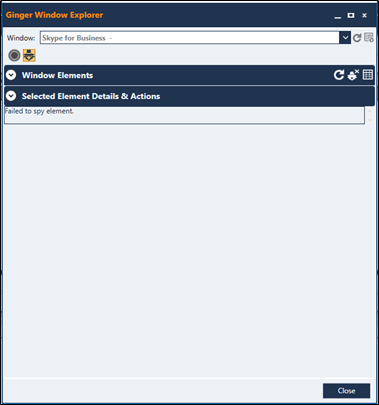 Ginger Window Explorer
Window: Skype for Business -
Window Elements
Selected Element Details & Actions
Failed to spy element.
Close